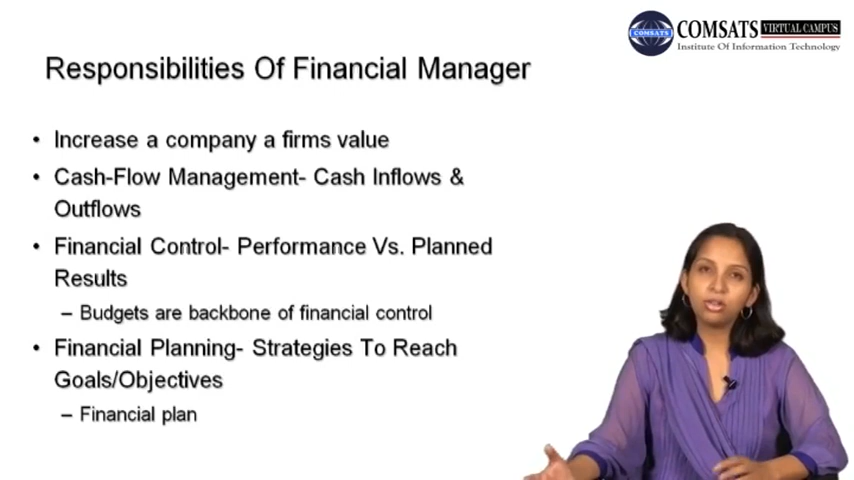 COMSATS VIRTUAL CAMPUS
COMSATS
Institute Of Information Technology
Responsibilities Of Financial Manager
• Increase a company a firms value
• Cash-Flow Management- Cash Inflows &
Outflows
• Financial Control- Performance Vs. Planned
Results
– Budgets are backbone of financial control
• Financial Planning- Strategies To Reach
Goals/Objectives
– Financial plan